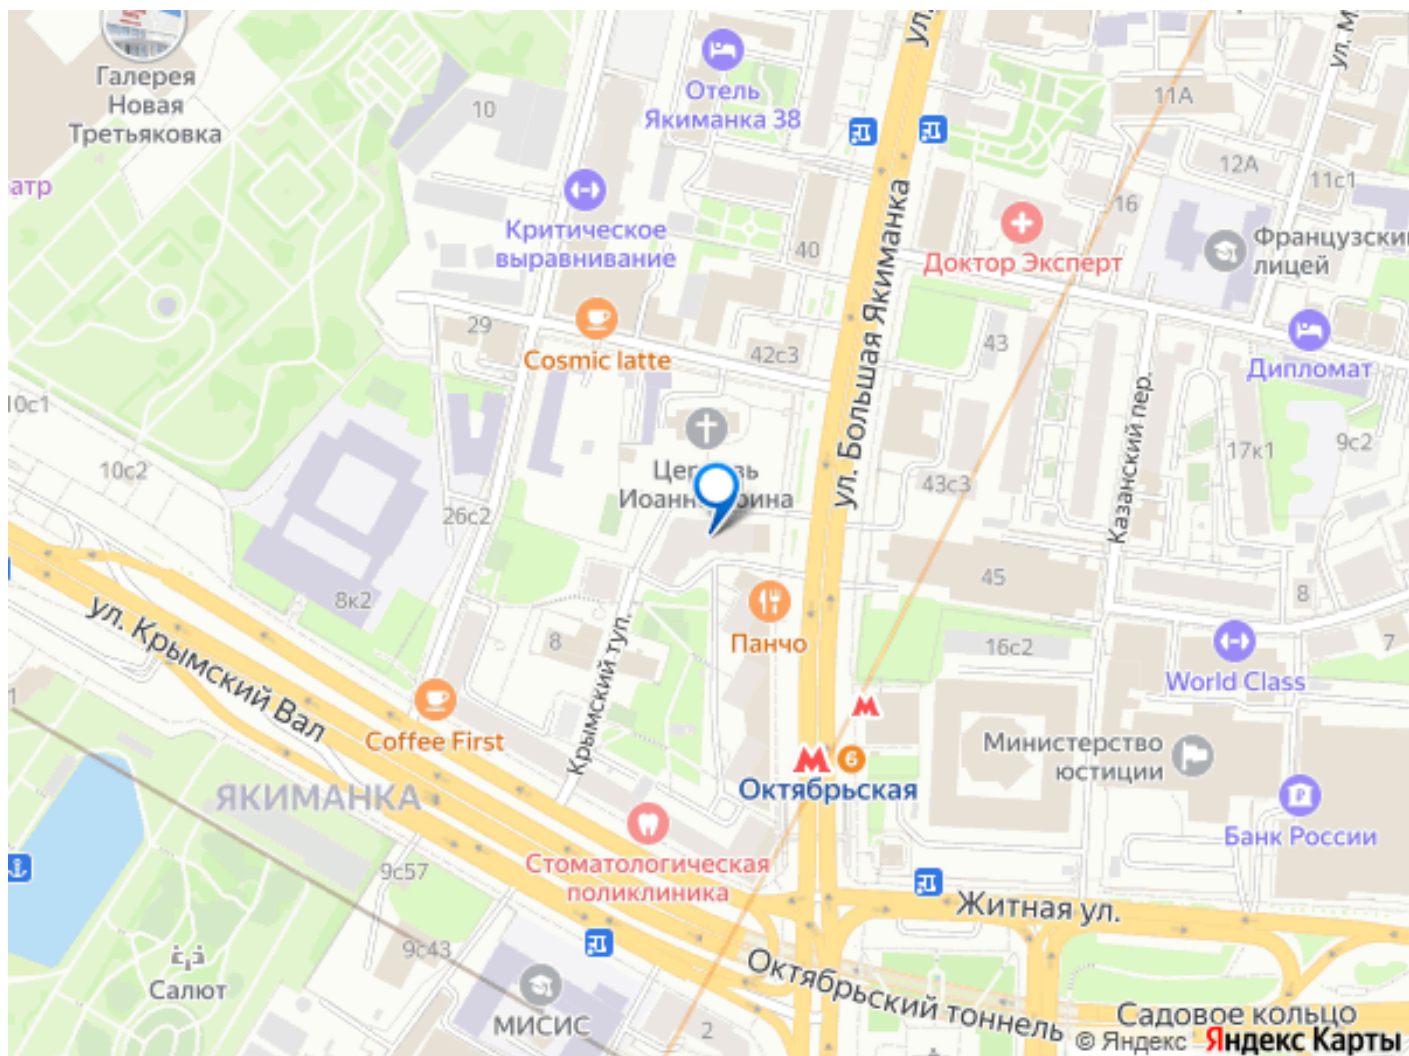 ул.
ул. М
Галерея
Новая
Третьяковка
10
Отель
Якиманка 38
11А
12А
11с1
атр
16
Критическое
выравнивание
40
ул. Большая Якиманка
Доктор Эксперт
Французский
лицей
29
Cosmic latte
42с3
43
Дипломат
Казанский пер.
10с1
10с2
17к1
9с2
43с3
26с2
45
8к2
8
8
ул. Крымский Вал
Крымский туп.
Панчо
16с2
7
World Class
1
Coffee First
Министерство
юстиции
ЯКИМАНКА
6
Октябрьская
Банк России
Стоматологическая
поликлиника
9с57
Житная ул.
9с43
Салют
МИСИС
2
Октябрьский тоннель
Садовое кольцо
© Яндекс Яндекс Карты